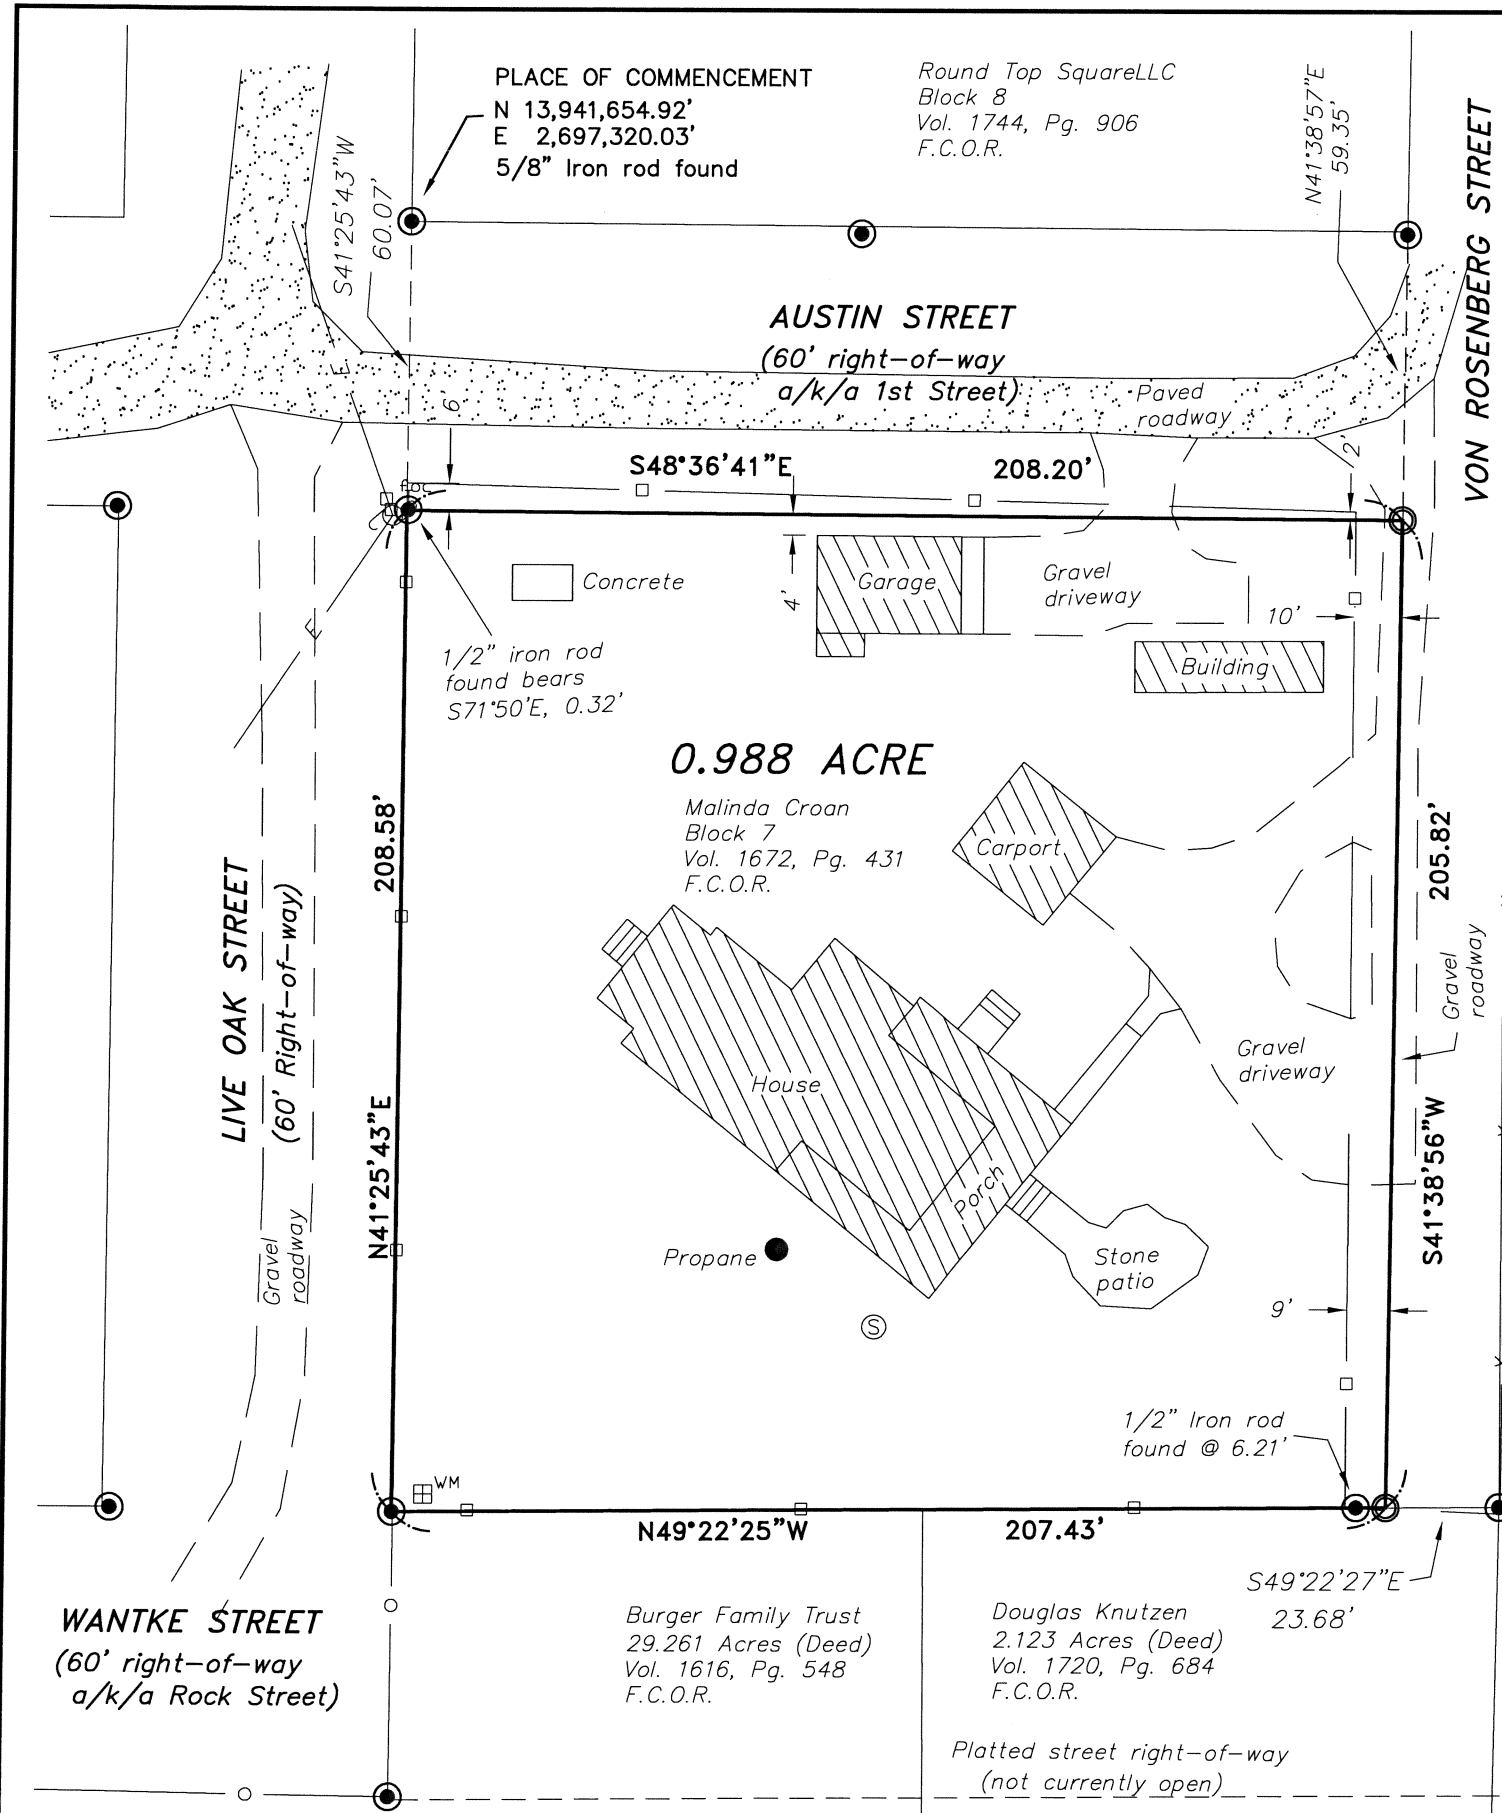 PLACE OF COMMENCEMENT
N 13,941,654.92'
E 2,697,320.03'
5/8" Iron rod found
Round Top SquareLLC
Block 8
Vol. 1744, Pg. 906
F.C.O.R.
N41°38'57"E
59.35'
VON ROSENBERG STREET
S41°25'43"W
60.07'
AUSTIN STREET
(60' right-of-way
a/k/a 1st Street)
Paved
roadway
E
6'
2'
S48°36'41"E
208.20'
fnc
Concrete
4'
Garage
Gravel
driveway
10'
Building
E
1/2" iron rod
found bears
S71°50'E, 0.32'
0.988 ACRE
Malinda Croan
Block 7
Vol. 1672, Pg. 431
F.C.O.R.
Carport
208.58'
205.82'
LIVE OAK STREET
(60' Right-of-way)
Gravel
roadway
Gravel
driveway
House
N41°25'43"E
S41°38'56"W
Porch
Gravel
roadway
Propane
Stone
patio
9'
S
1/2" Iron rod
found @ 6.21'
WM
N49°22'25"W
207.43'
S49°22'27"E
23.68'
WANTKE STREET
(60' right-of-way
a/k/a Rock Street)
Burger Family Trust
29.261 Acres (Deed)
Vol. 1616, Pg. 548
F.C.O.R.
Douglas Knutzen
2.123 Acres (Deed)
Vol. 1720, Pg. 684
F.C.O.R.
Platted street right-of-way
(not currently open)